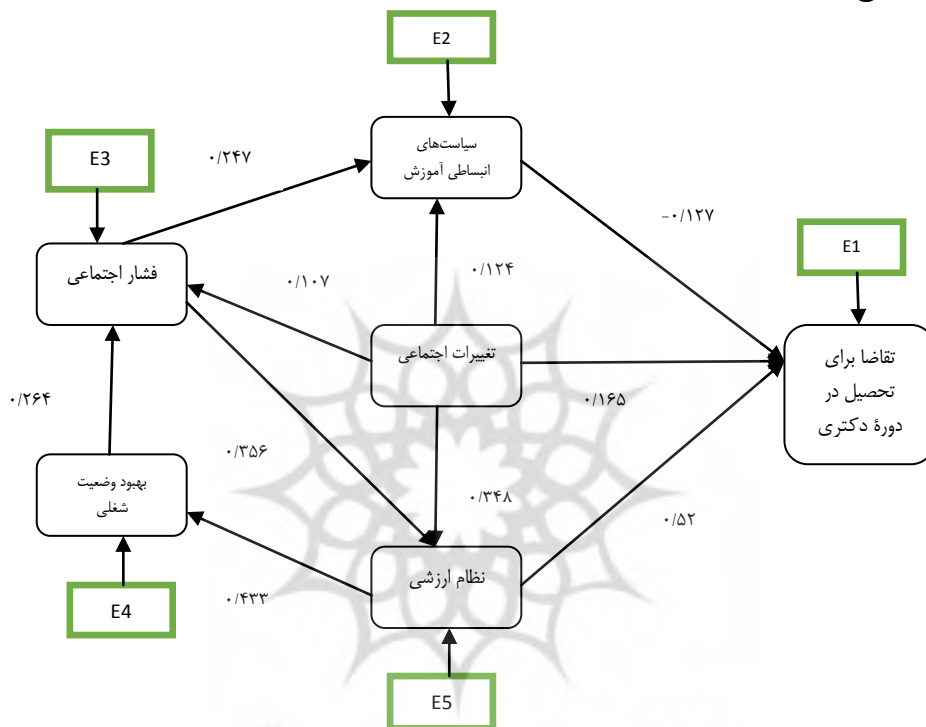 E2
سیاست‌های
انبساطی آموزش
E3
۰/۲۴۷
-۰/۱۲۷
E1
فشار اجتماعی
۰/۱۰۷
۰/۱۲۴
تغییرات اجتماعی
تقاضا برای
تحصیل در
دورهٔ دکتری
۰/۲۶۴
۰/۱۶۵
۰/۳۵۶
بهبود وضعیت
شغلی
۰/۳۴۸
۰/۵۲
نظام ارزشی
۰/۴۳۳
E4
E5